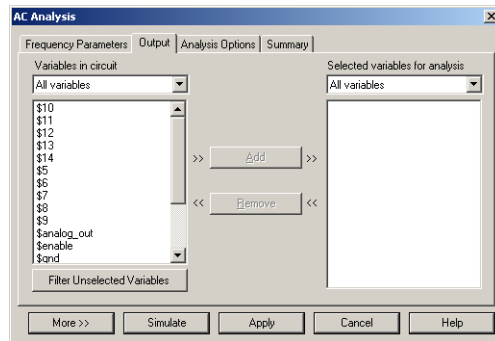 AC Analysis
Frequency Parameters Output Analysis Options Summary
Variables in circuit Selected variables for analysis
All variables All variables
$10
$11
$12
$13
$14
$5
$6
$7
$8
$9
$analog_out
$enable
$gnd
>> Add >>
<< Remove <<
Filter Unselected Variables
More >> Simulate Apply Cancel Help